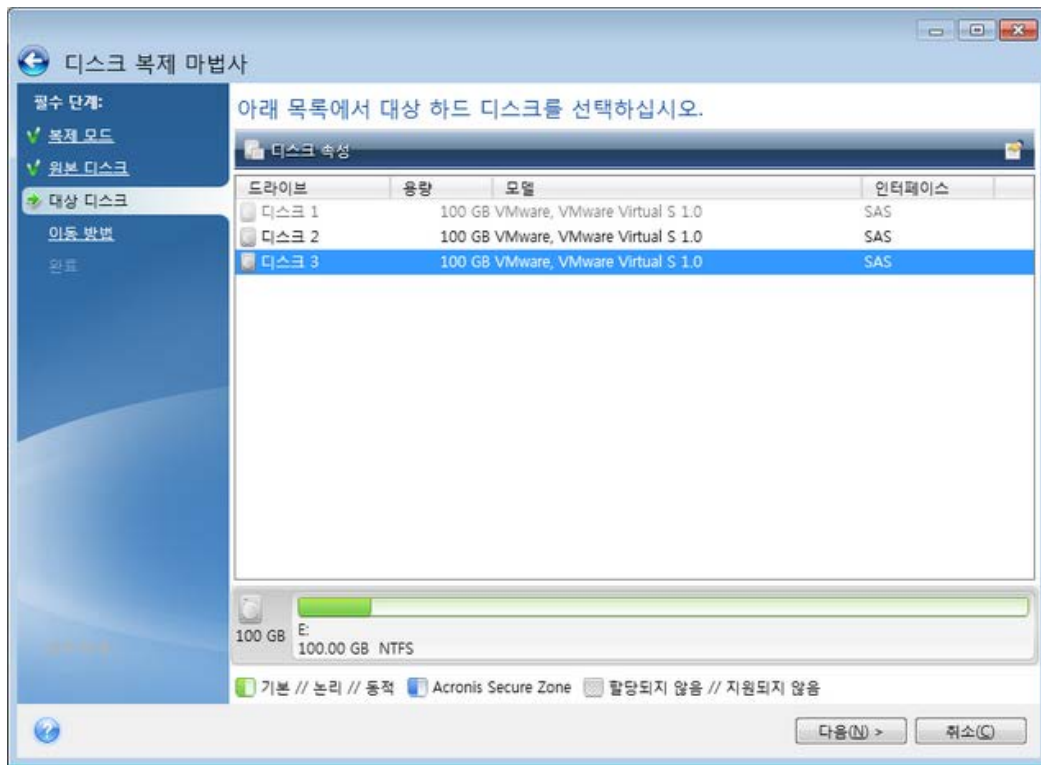 디스크 복제 마법사
필수 단계:
복제 모드
원본 디스크
대상 디스크
이동 방법
완료
아래 목록에서 대상 하드 디스크를 선택하십시오.
디스크 속성
드라이브 용량 모델 인터페이스
디스크 1 100 GB VMware, VMware Virtual S 1.0 SAS
디스크 2 100 GB VMware, VMware Virtual S 1.0 SAS
디스크 3 100 GB VMware, VMware Virtual S 1.0 SAS
100 GB
E:
100.00 GB NTFS
기본 // 논리 // 동적 Acronis Secure Zone 할당되지 않음 // 지원되지 않음
다음(N) > 취소(C)